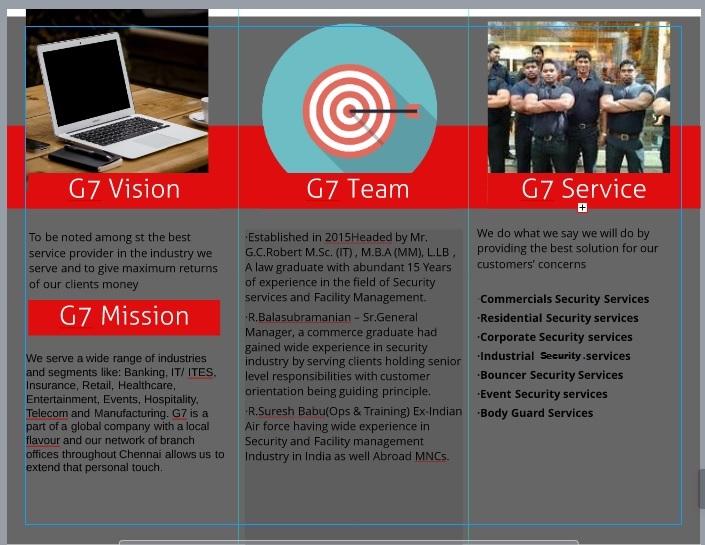 G7 Vision
To be noted among st the best
service provider in the industry we
serve and to give maximum returns
of our clients money
G7 Mission
We serve a wide range of industries
and segments like: Banking, IT/ ITES,
Insurance, Retail, Healthcare,
Entertainment, Events, Hospitality,
Telecom and Manufacturing. G7 is a
part of a global company with a local
flavour and our network of branch
offices throughout Chennai allows us to
extend that personal touch.
G7 Team
·Established in 2015Headed by Mr.
G.C.Robert M.Sc. (IT) , M.B.A (MM), L.LB ,
A law graduate with abundant 15 Years
of experience in the field of Security
services and Facility Management.
·R.Balasubramanian – Sr.General
Manager, a commerce graduate had
gained wide experience in security
industry by serving clients holding senior
level responsibilities with customer
orientation being guiding principle.
·R.Suresh Babu(Ops & Training) Ex-Indian
Air force having wide experience in
Security and Facility management
Industry in India as well Abroad MNCs.
G7 Service
We do what we say we will do by
providing the best solution for our
customers' concerns
·Commercials Security Services
·Residential Security Services
·Corporate Security services
·Industrial Security .services
·Bouncer Security Services
·Event Security services
·Body Guard Services